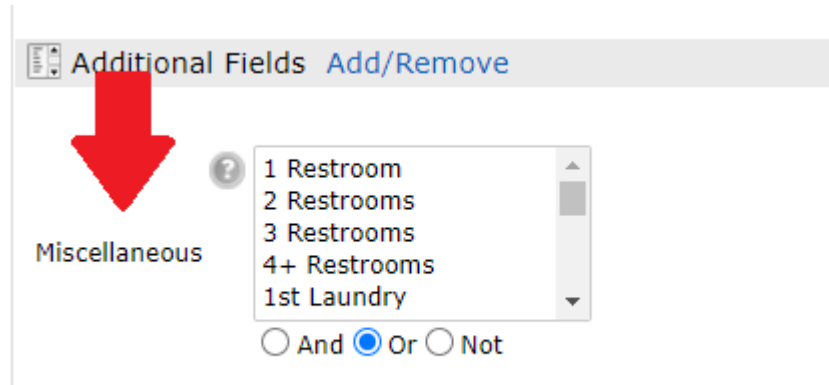 Additional Fields Add/Remove
?
1 Restroom
2 Restrooms
3 Restrooms
4+ Restrooms
1st Laundry
Miscellaneous
And Or Not